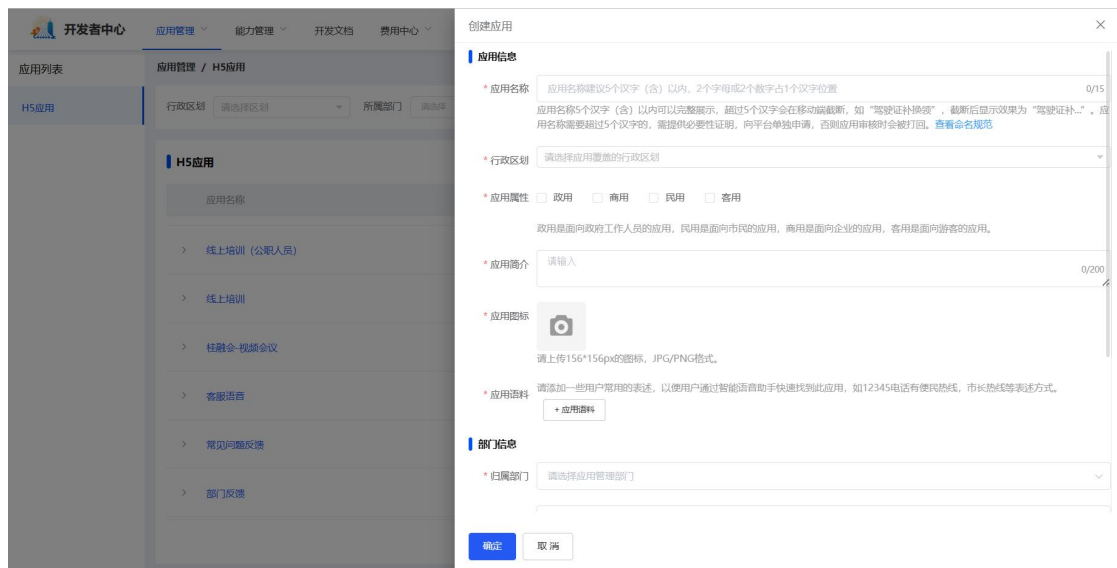 开发者中心
应用管理
能力管理
开发文档
费用中心
应用列表
H5应用
应用管理 / H5应用
行政区划 请选择区划
所属部门 请选择
H5应用
应用名称
线上培训（公职人员）
线上培训
桂融会-视频会议
客服语音
常见问题反馈
部门反馈
创建应用
应用信息
* 应用名称 应用名称建议5个汉字（含）以内，2个字母或2个数字占1个汉字位置 0/15
应用名称5个汉字（含）以内可以完整展示，超过5个汉字会在移动端截断，如“驾驶证补换领”，截断后显示效果为“驾驶证补...”。应
用名称需要超过5个汉字的，需提供必要性证明，向平台单独申请，否则应用审核时会被打回。查看命名规范
* 行政区划 请选择应用覆盖的行政区划
* 应用属性 政用 商用 民用 客用
政用是面向政府工作人员的应用，民用是面向市民的应用，商用是面向企业的应用，客用是面向游客的应用。
* 应用简介 请输入 0/200
* 应用图标
请上传156*156px的图标，JPG/PNG格式。
* 应用语料 请添加一些用户常用的表述，以便用户通过智能语音助手快速找到此应用，如12345电话有便民热线，市长热线等表述方式。
+ 应用语料
部门信息
* 归属部门 请选择应用管理部门
确定 取消